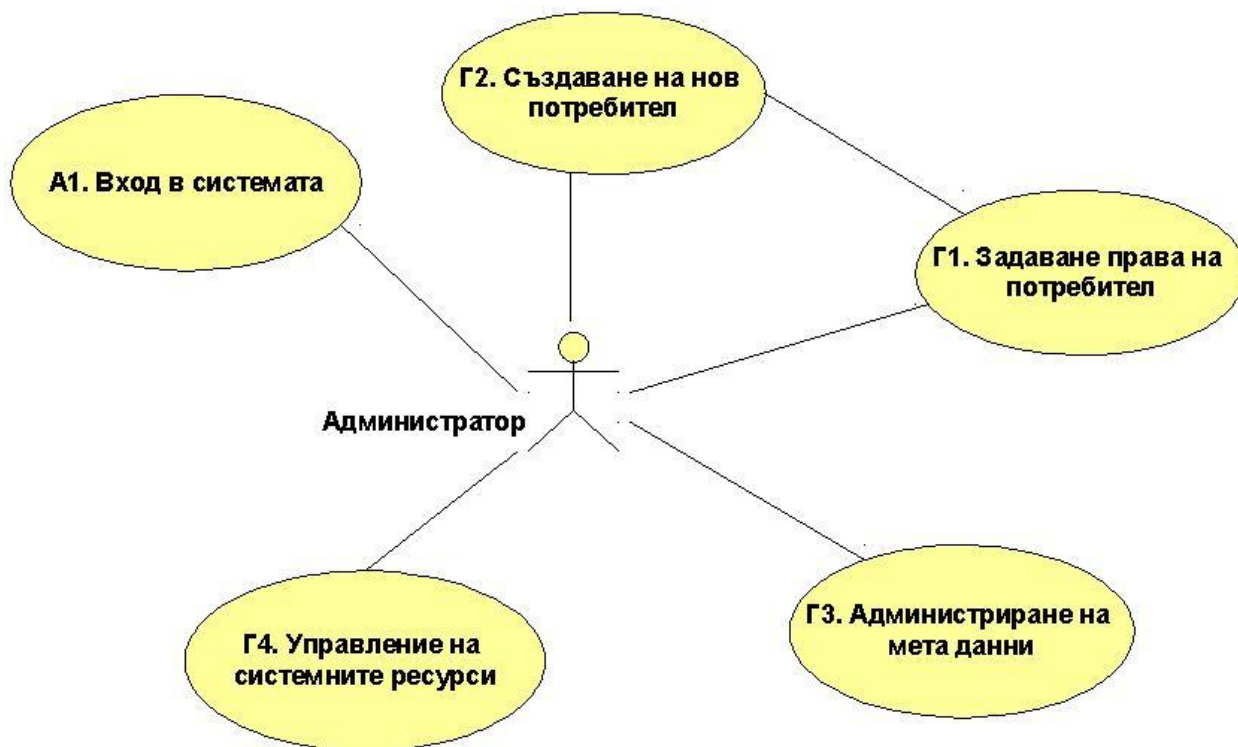 Г2. Създаване на нов
потребител
А1. Вход в системата
Г1. Задаване права на
потребител
Администратор
Г4. Управление на
системните ресурси
Г3. Администриране на
мета данни